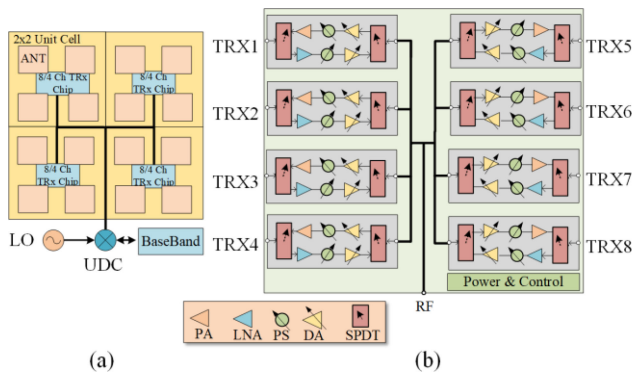 2x2 Unit Cell
ANT
8/4 Ch TRx
Chip
8/4 Ch
TRx Chip
8/4 Ch
TRx Chip
8/4 Ch
TRx Chip
LO
UDC
BaseBand
(a)
TRX1
TRX2
TRX3
TRX4
TRX5
TRX6
TRX7
TRX8
Power & Control
RF
PA
LNA
PS
DA
SPDT
(b)